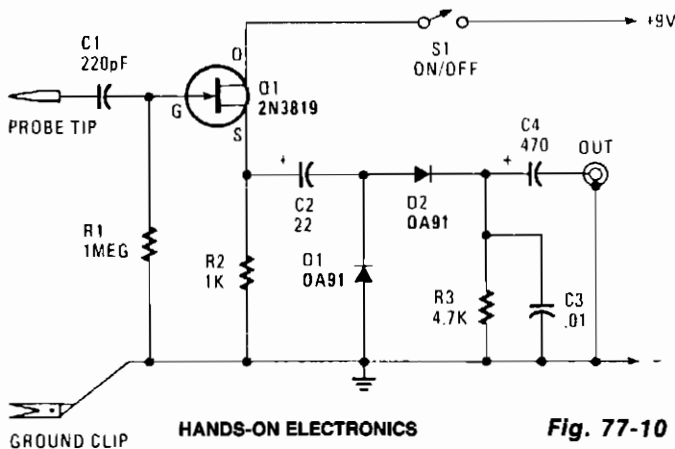 +9V
S1
ON/OFF
C1
220pF
D
Q1
2N3819
G
S
PROBE TIP
C4
470
OUT
+
+
C2
22
D2
OA91
R1
1MEG
R2
1K
D1
OA91
R3
4.7K
C3
.01
-
GROUND CLIP
HANDS-ON ELECTRONICS
Fig. 77-10